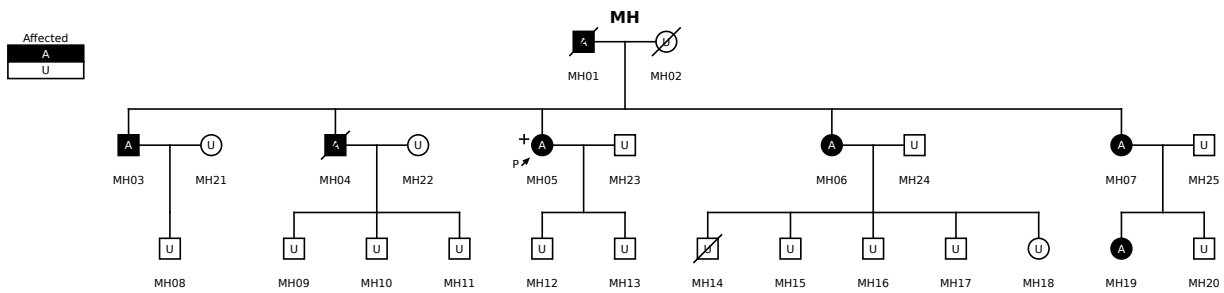 MH
Affected
A
U
A U
MH01 MH02
A U A U + A U A U A U
P
MH03 MH21 MH04 MH22 MH05 MH23 MH06 MH24 MH07 MH25
U U U U U U U U U U U A U
MH08 MH09 MH10 MH11 MH12 MH13 MH14 MH15 MH16 MH17 MH18 MH19 MH20